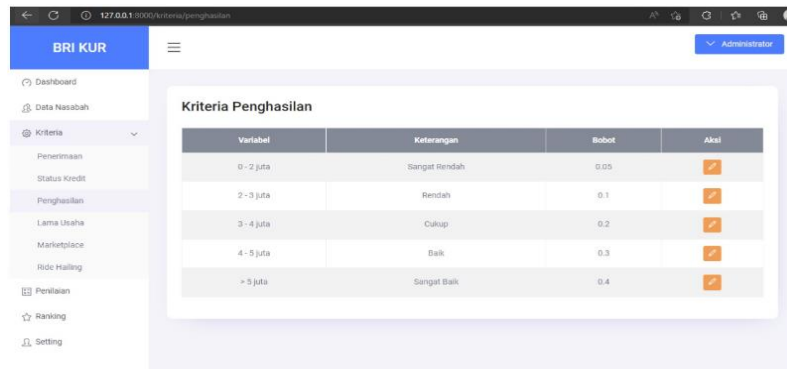 127.0.0.1:8000/kriteria/penghasilan
BRI KUR
Administrator
Dashboard
Data Nasabah
Kriteria
Penerimaan
Status Kredit
Penghasilan
Lama Usaha
Marketplace
Ride Hailing
Penilaian
Ranking
Setting
Kriteria Penghasilan
Variabel Keterangan Bobot Aksi
0 - 2 juta Sangat Rendah 0.05
2 - 3 juta Rendah 0.1
3 - 4 juta Cukup 0.2
4 - 5 juta Baik 0.3
> 5 juta Sangat Baik 0.4